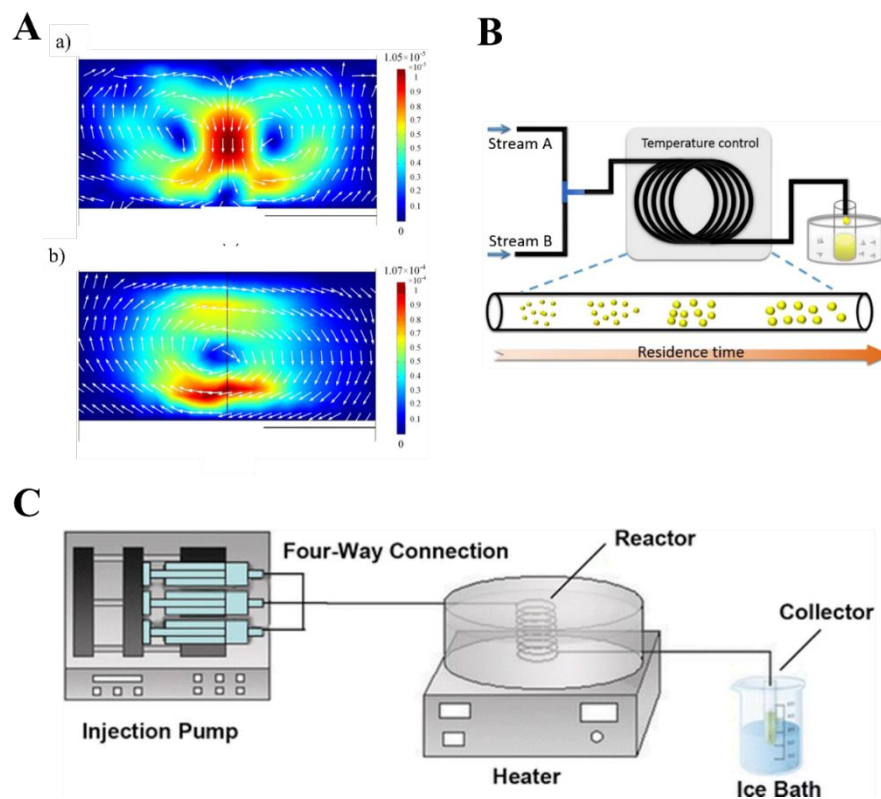 A
a)
1.05×10⁻⁵
×10⁻⁵
1
0.9
0.8
0.7
0.6
0.5
0.4
0.3
0.2
0.1
0
b)
1.07×10⁻⁴
×10⁻⁴
1
0.9
0.8
0.7
0.6
0.5
0.4
0.3
0.2
0.1
0
B
Stream A
Stream B
Temperature control
Residence time
C
Four-Way Connection
Reactor
Collector
Injection Pump
Heater
Ice Bath